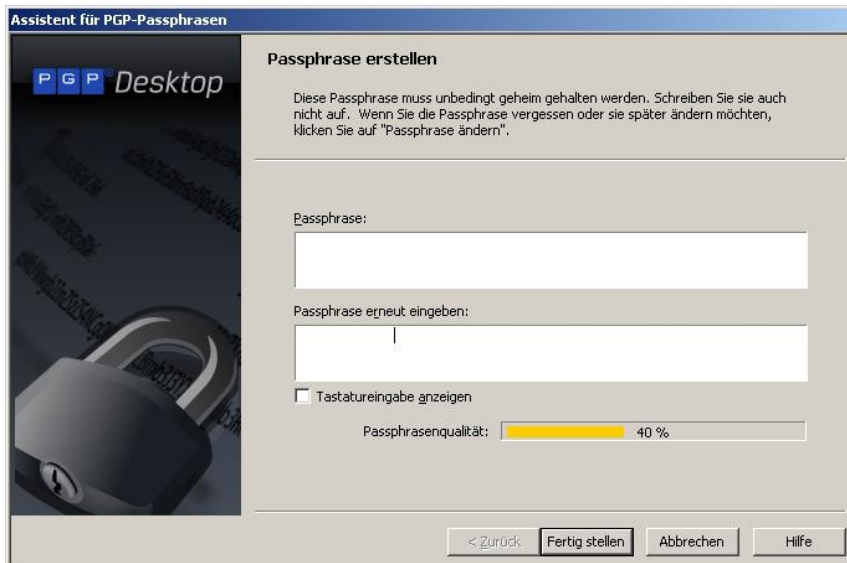 Assistent für PGP-Passphrasen
PGP® Desktop
Passphrase erstellen
Diese Passphrase muss unbedingt geheim gehalten werden. Schreiben Sie sie auch
nicht auf. Wenn Sie die Passphrase vergessen oder sie später ändern möchten,
klicken Sie auf "Passphrase ändern".
Passphrase:
Passphrase erneut eingeben:
Tastatureingabe anzeigen
Passphrasenqualität: 40 %
< Zurück Fertig stellen Abbrechen Hilfe